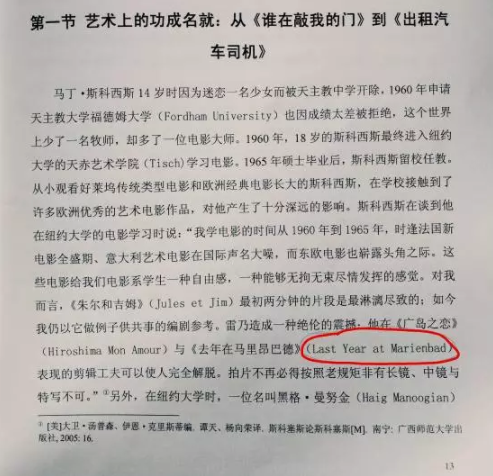 第一节 艺术上的功成名就：从《谁在敲我的门》到《出租汽
车司机》
马丁·斯科西斯 14 岁时因为迷恋一名少女而被天主教中学开除，1960 年申请
天主教大学福德姆大学（Fordham University）也因成绩太差被拒绝，这个世界
上少了一名牧师，却多了一位电影大师。1960 年，18 岁的斯科西斯最终进入纽约
大学的天赤艺术学院（Tisch）学习电影。1965 年硕士毕业后，斯科西斯留校任教。
从小观看好莱坞传统类型电影和欧洲经典电影长大的斯科西斯，在学校接触到了
许多欧洲优秀的艺术电影作品，对他产生了十分深远的影响。斯科西斯在谈到他
在纽约大学的电影学习时说：“我学电影的时间从 1960 年到 1965 年，时逢法国新
电影全盛期、意大利艺术电影在国际声名大噪，而东欧电影也崭露头角之际。这
些电影给我们电影系学生一种自由感，一种能够无拘无束尽情发挥的感觉。对我
而言，《朱尔和吉姆》（Jules et Jim）最初两分钟的片段是最淋漓尽致的；如今
我仍以它做例子供共事的编剧参考。雷乃造成一种绝伦的震撼：他在《广岛之恋》
（Hiroshima Mon Amour）与《去年在马里昂巴德》（Last Year at Marienbad）
表现的剪辑工夫可以使人完全解脱。拍片不再必得按照老规矩非有长镜、中镜与
特写不可。”①另外，在纽约大学时，一位名叫黑格·曼努金（Haig Manoogian）
① [美]大卫·汤普森、伊恩·克里斯蒂编. 谭天、杨向荣译. 斯科塞斯论斯科塞斯[M]. 南宁：广西师范大学出
版社, 2005: 16.
13